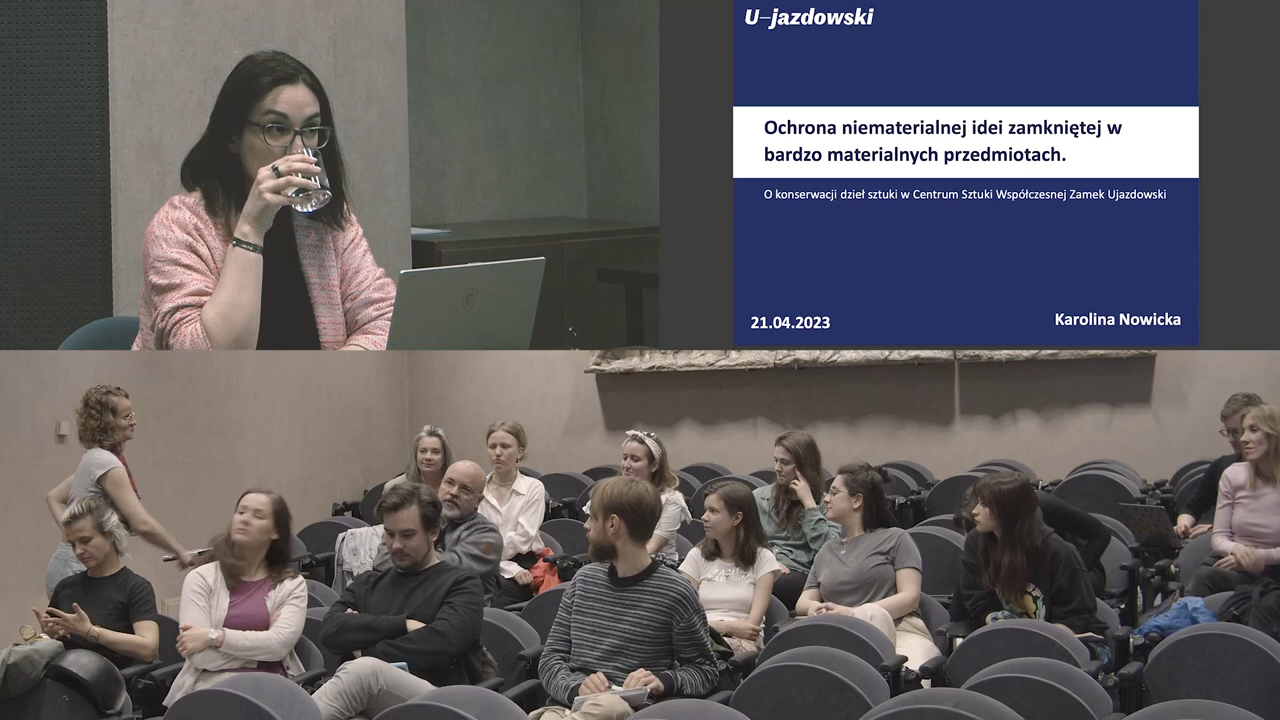 U–jazdowski
Ochrona niematerialnej idei zamkniętej w
bardzo materialnych przedmiotach.
O konserwacji dzieł sztuki w Centrum Sztuki Współczesnej Zamek Ujazdowski
21.04.2023
Karolina Nowicka